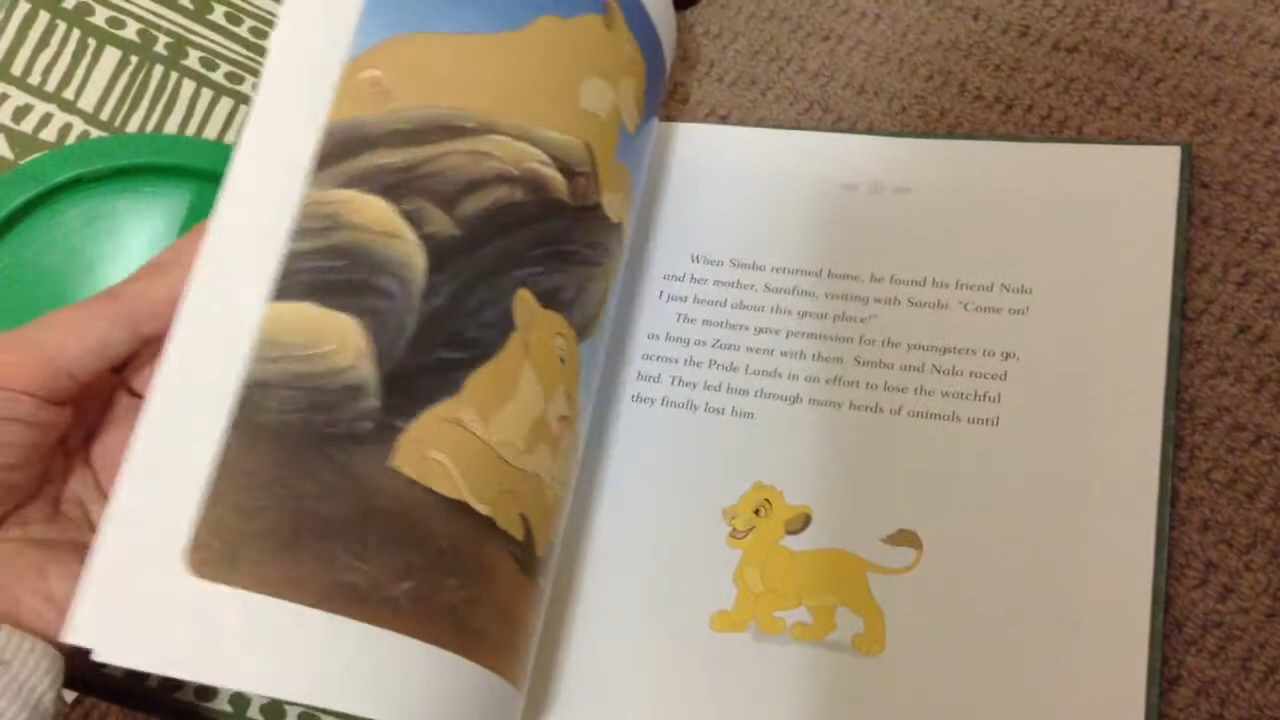 When Simba returned home, he found his friend Nala
and her mother, Sarafina, visiting with Sarabi. "Come on!
I just heard about this great place!"
The mothers gave permission for the youngsters to go,
as long as Zazu went with them. Simba and Nala raced
across the Pride Lands in an effort to lose the watchful
bird. They led him through many herds of animals until
they finally lost him.